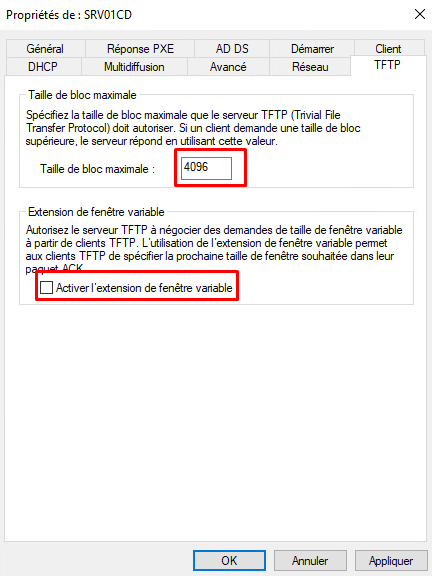 Propriétés de : SRV01CD
Général Réponse PXE AD DS Démarrer Client
DHCP Multidiffusion Avancé Réseau TFTP
Taille de bloc maximale
Spécifiez la taille de bloc maximale que le serveur TFTP (Trivial File
Transfer Protocol) doit autoriser. Si un client demande une taille de bloc
supérieure, le serveur répond en utilisant cette valeur.
Taille de bloc maximale : 4096
Extension de fenêtre variable
Autorisez le serveur TFTP à négocier des demandes de taille de fenêtre variable
à partir de clients TFTP. L'utilisation de l'extension de fenêtre variable permet
aux clients TFTP de spécifier la prochaine taille de fenêtre souhaitée dans leur
paquet ACK.
Activer l'extension de fenêtre variable
OK Annuler Appliquer